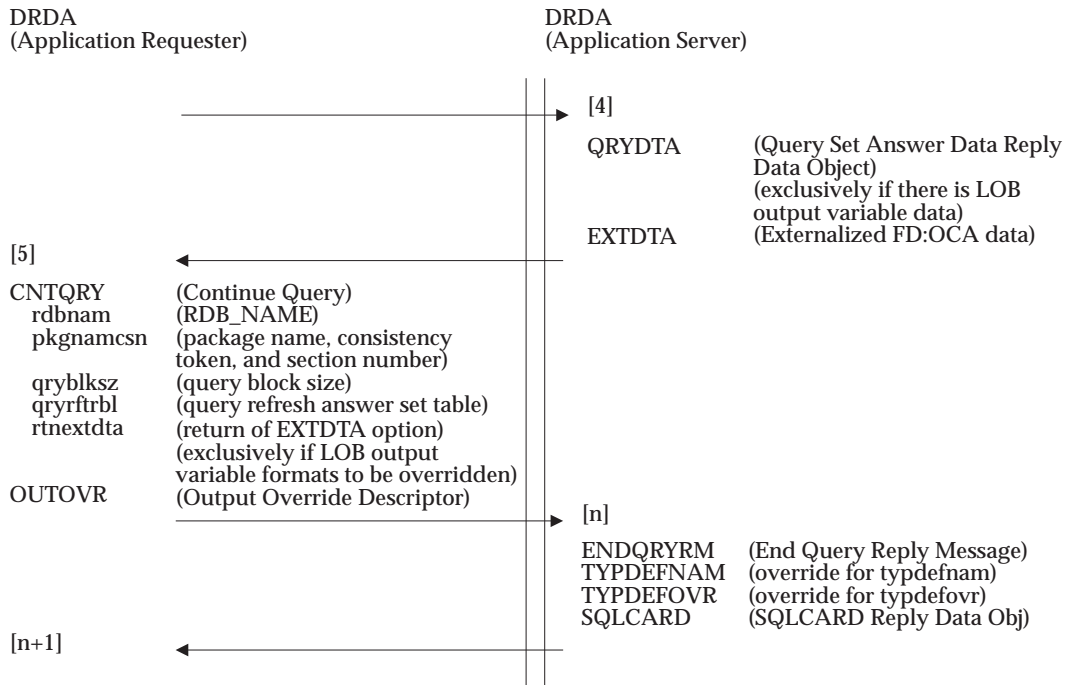 DRDA
(Application Requester)
DRDA
(Application Server)
[4]
QRYDTA (Query Set Answer Data Reply
Data Object)
(exclusively if there is LOB
output variable data)
EXTDTA (Externalized FD:OCA data)
[5]
CNTQRY (Continue Query)
rdbnam (RDB_NAME)
pkgnamcsn (package name, consistency
token, and section number)
qryblksz (query block size)
qryrftrbl (query refresh answer set table)
rtnextdta (return of EXTDTA option)
(exclusively if LOB output
variable formats to be overridden)
OUTOVR (Output Override Descriptor)
[n]
ENDQRYRM (End Query Reply Message)
TYPDEFNAM (override for typdefnam)
TYPDEFOVR (override for typdefovr)
SQLCARD (SQLCARD Reply Data Obj)
[n+1]